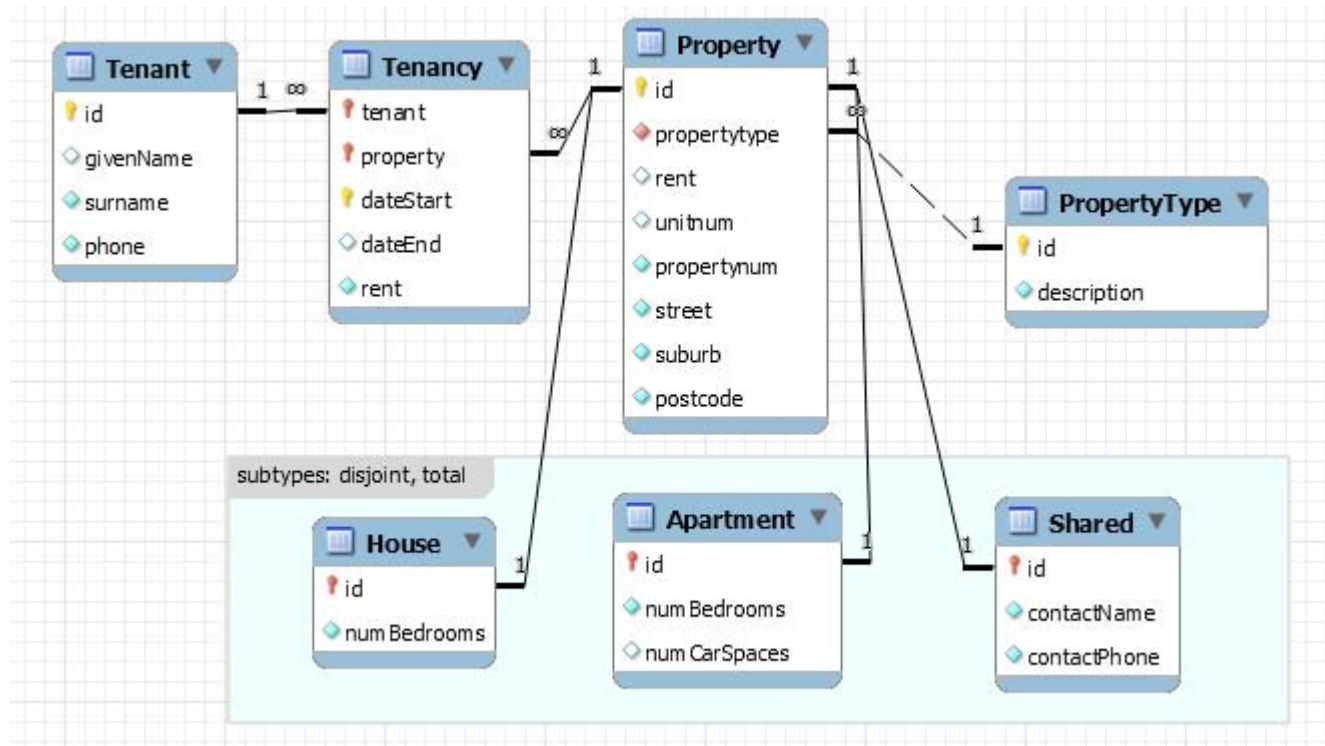 Tenant
id
givenName
surname
phone
1
∞
Tenancy
tenant
property
dateStart
dateEnd
rent
∞
1
Property
id
propertytype
rent
unitnum
propertynum
street
suburb
postcode
1
∞
1
PropertyType
id
description
subtypes: disjoint, total
House
id
numBedrooms
1
Apartment
id
numBedrooms
numCarSpaces
1
Shared
id
contactName
contactPhone
1